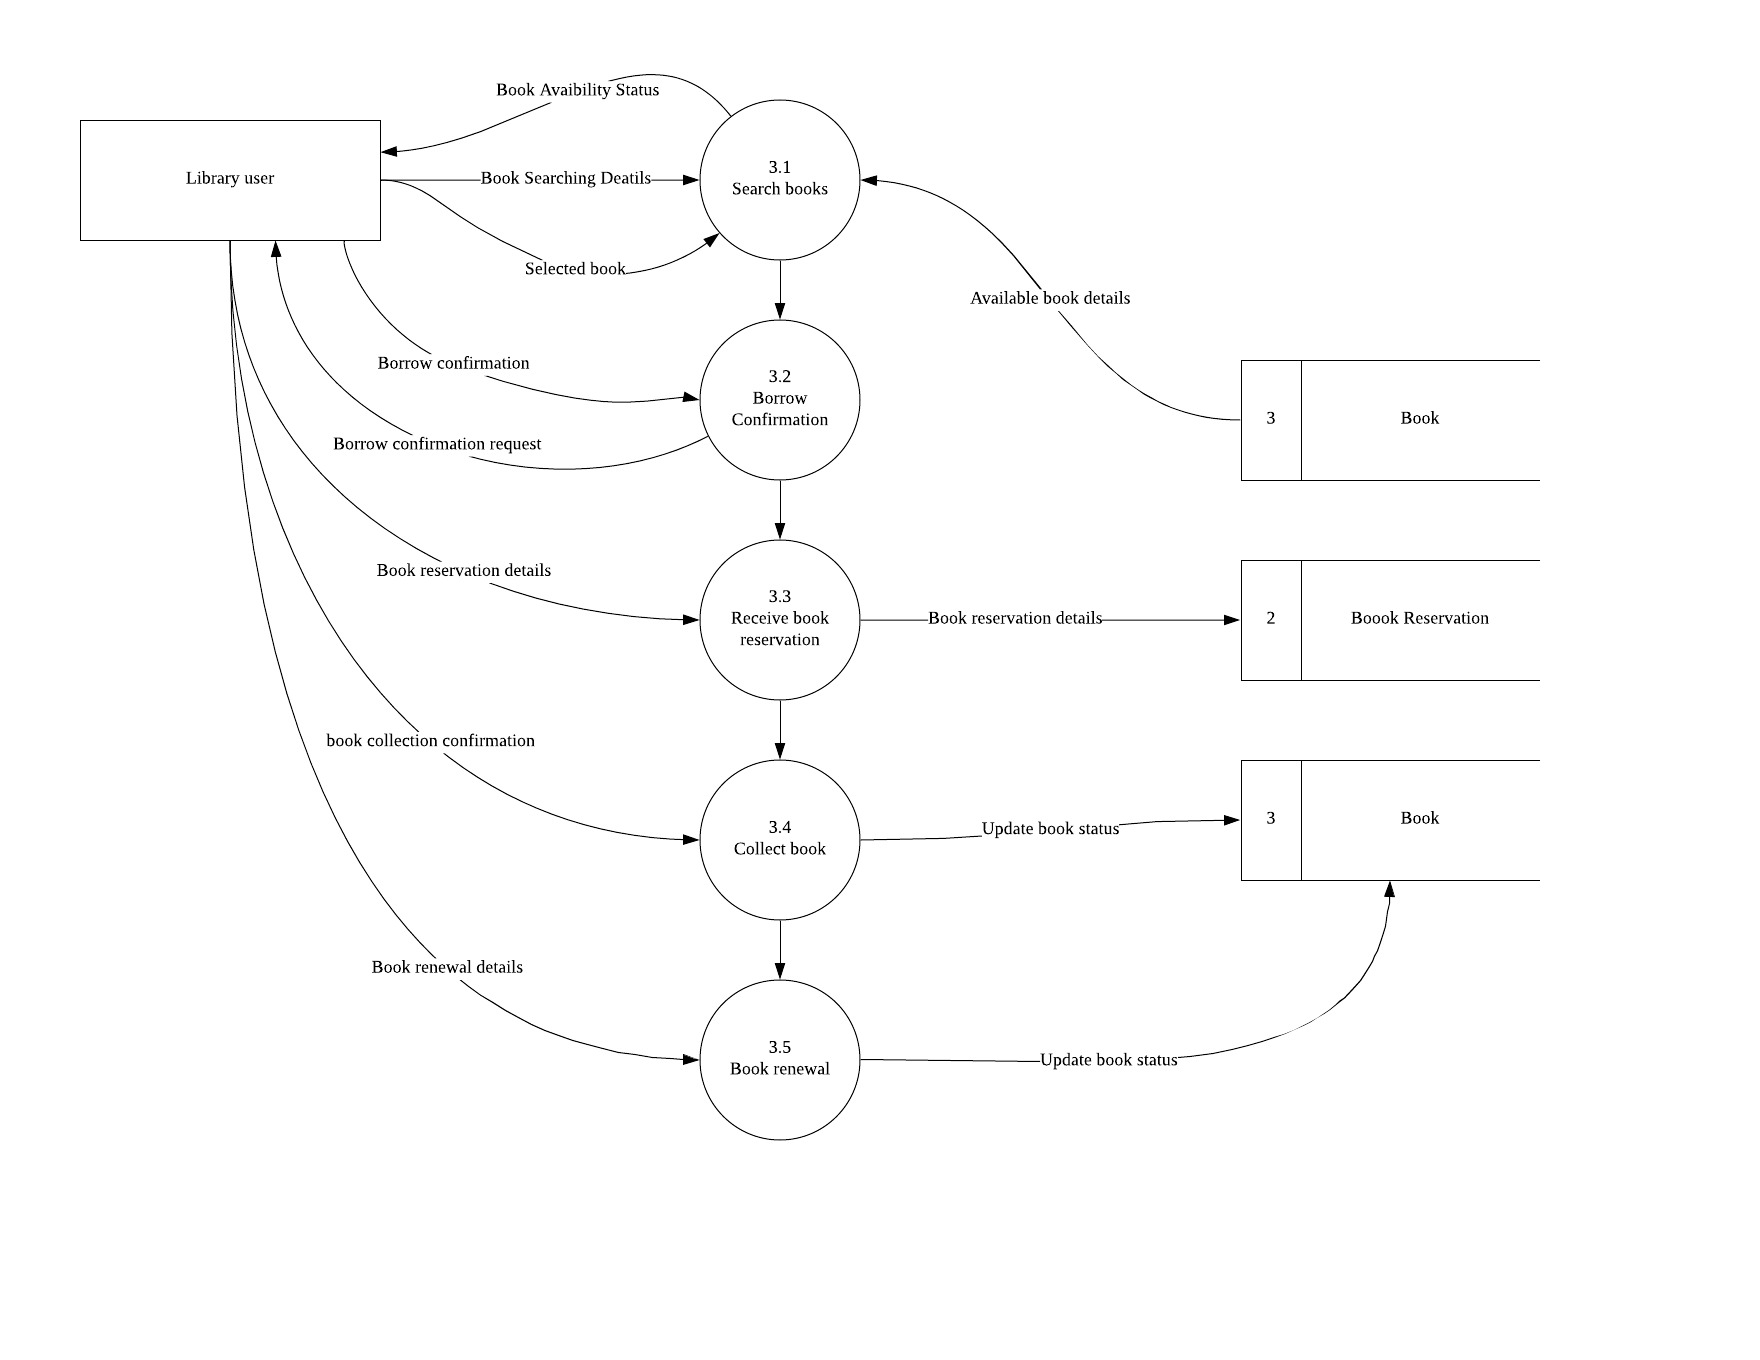 Book Avaibility Status
Library user
Book Searching Deatils
3.1
Search books
Selected book
Available book details
Borrow confirmation
3.2
Borrow
Confirmation
3
Book
Borrow confirmation request
Book reservation details
3.3
Receive book
reservation
Book reservation details
2
Boook Reservation
book collection confirmation
3.4
Collect book
Update book status
3
Book
Book renewal details
3.5
Book renewal
Update book status